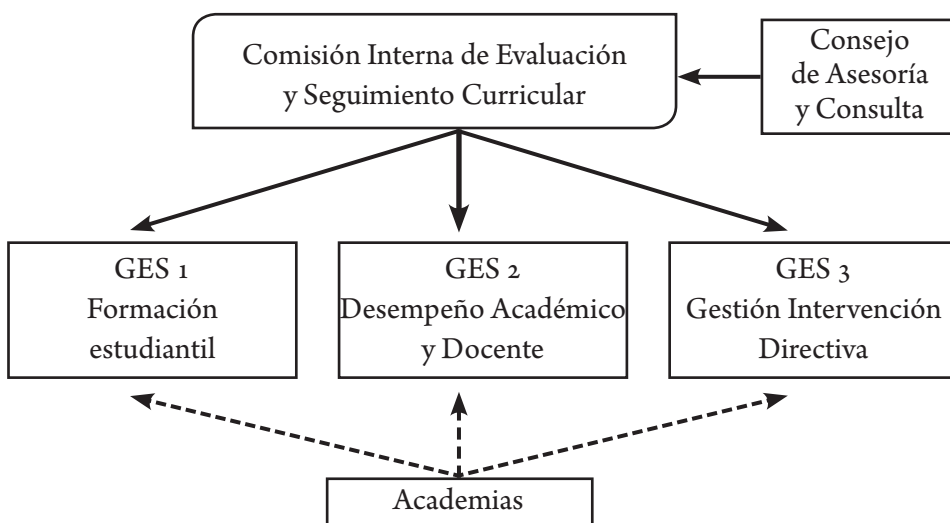 Comisión Interna de Evaluación
y Seguimiento Curricular
Consejo
de Asesoría
y Consulta
GES 1
Formación
estudiantil
GES 2
Desempeño Académico
y Docente
GES 3
Gestión Intervención
Directiva
Academias